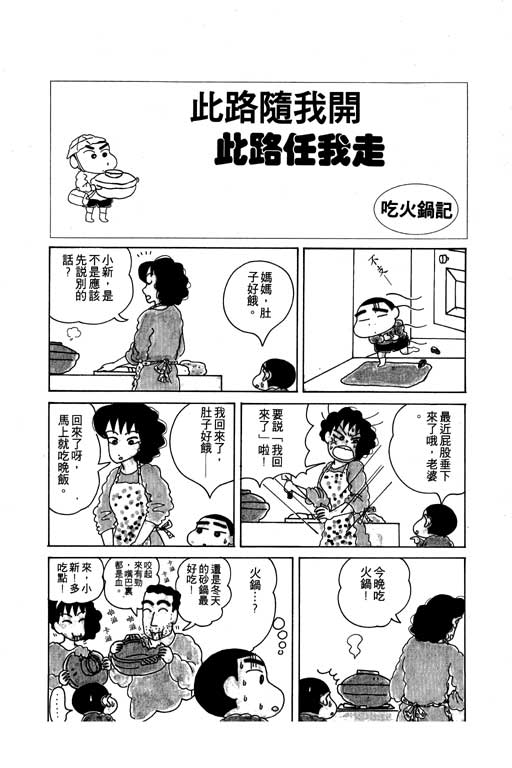 此路隨我開
此路任我走
吃火鍋記
不要
媽媽，肚
子好餓。
小新，是
不是應該
先説別的
話？
最近屁股垂下
來了哦，老婆
。
要説「我回
來了」啦！
我回來了，
肚子好餓——
回來了呀，
馬上就吃晚飯
。
今晚吃
火鍋！
火鍋…？
還是冬天
的砂鍋最
好吃！
咬起
來有勁
，嘴巴裏
都是血。
來，小
新！多
吃點！
……